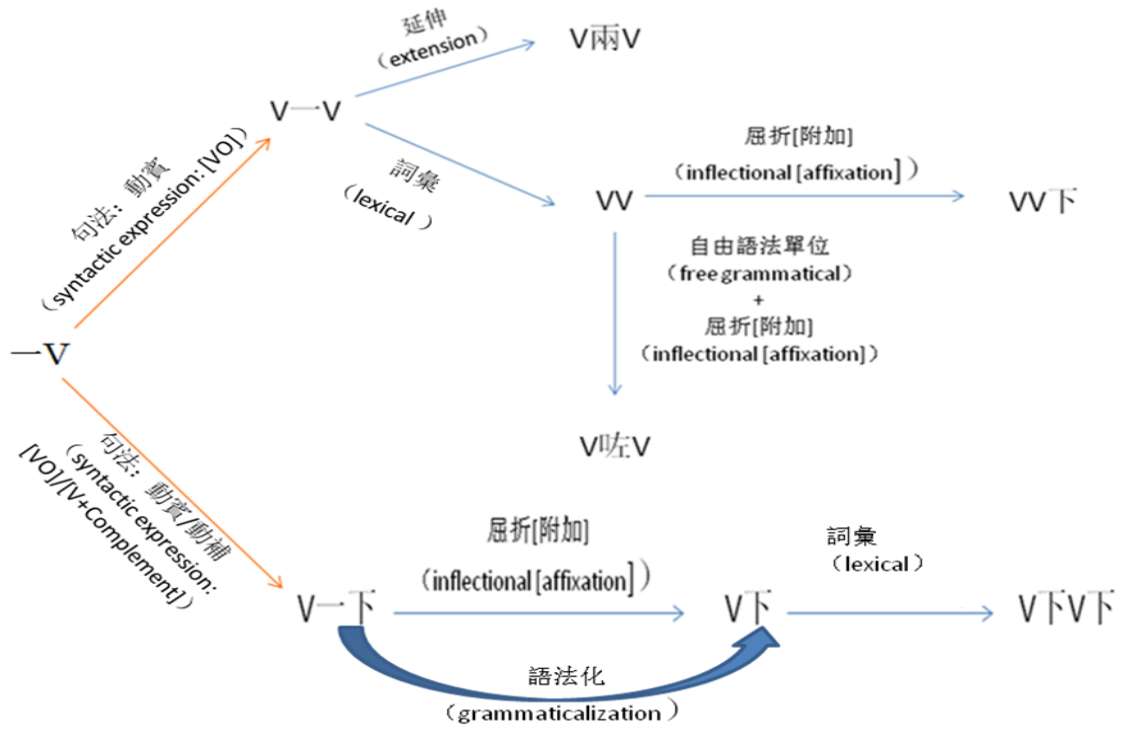 延伸
（extension）
V兩V
V一V
句法：動賓
（syntactic expression: [VO]）
詞彙
（lexical ）
VV
屈折[附加]
（inflectional [affixation] ）
VV下
自由語法單位
（free grammatical）
+
屈折[附加]
（inflectional [affixation]）
V咗V
一V
句法：動賓/動補
（syntactic expression:
[VO]/[V+Complement]）
V一下
屈折[附加]
（inflectional [affixation]）
V下
詞彙
（lexical）
V下V下
語法化
（grammaticalization ）